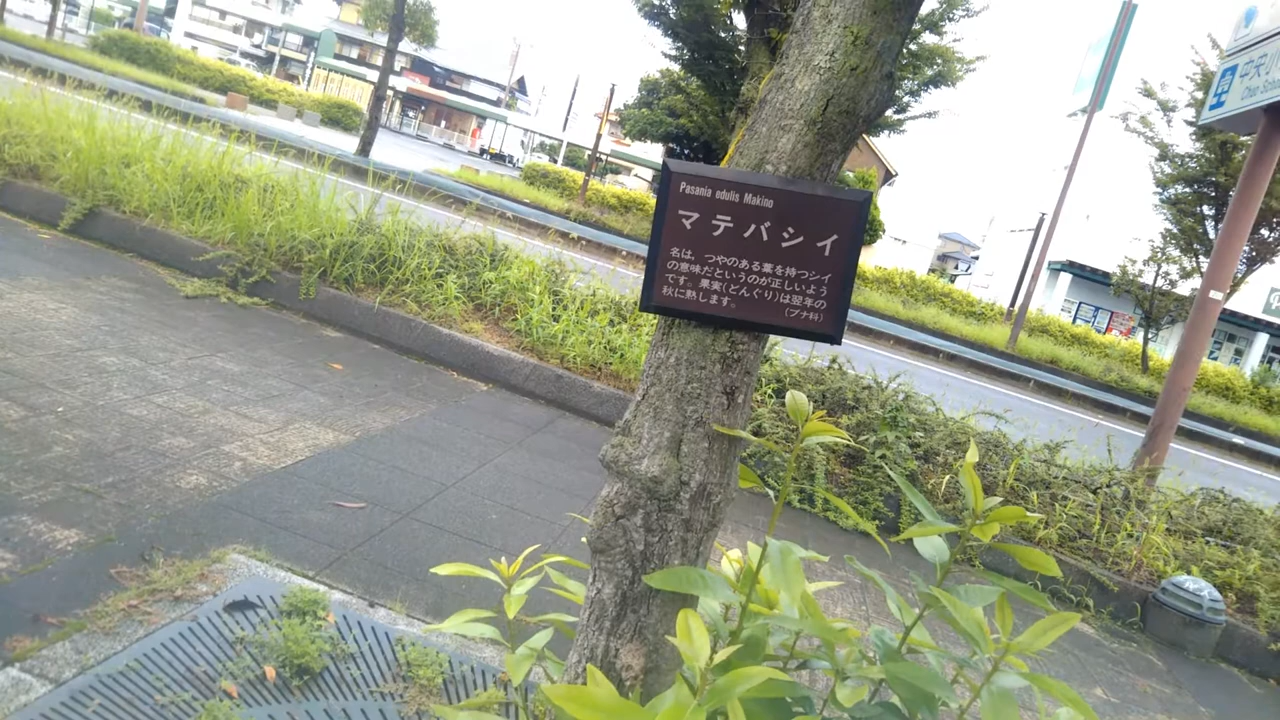 Pasania edulis Makino
マテバシイ
名は，つやのある葉を持つシイ
の意味だというのが正しいよう
です。果実(どんぐり)は翌年の
秋に熟します。
(ブナ科)
中央小
Chuo